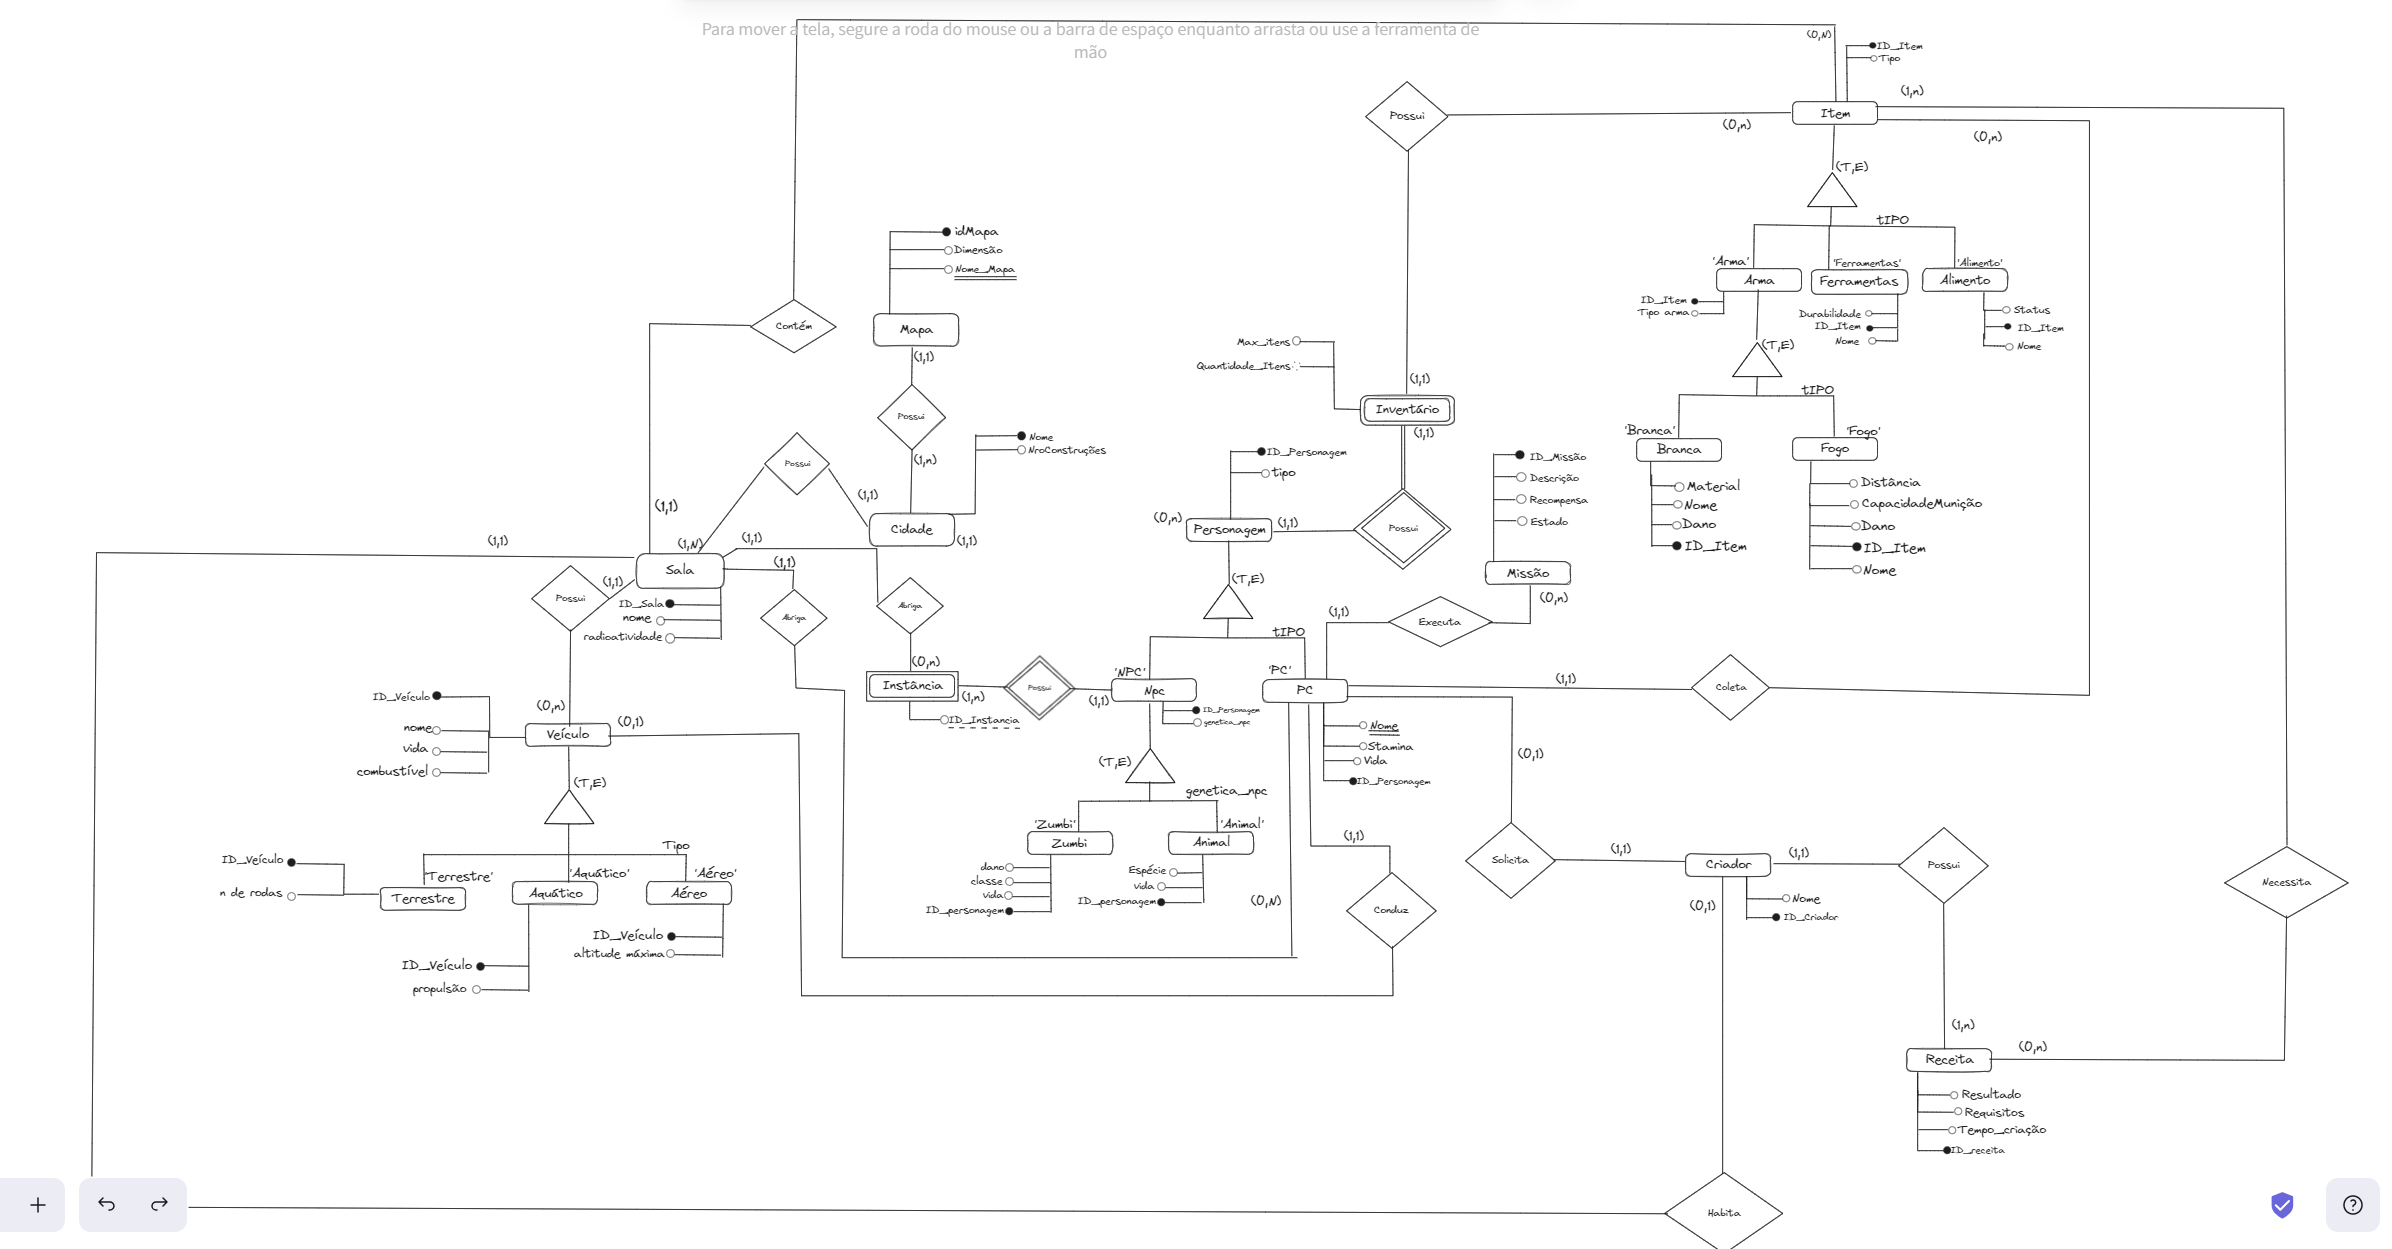 Para mover a tela, segure a roda do mouse ou a barra de espaço enquanto arrasta ou use a ferramenta de
mão
(0,N)
ID_Item
Tipo
(1,n)
Item
Possui
(0,n)
(0,n)
(T,E)
tIPO
'Arma'
'Ferramentas'
'Alimento'
Arma
Ferramentas
Alimento
ID_Item
Tipo arma
Durabilidade
ID_Item
Nome
Status
ID_Item
Nome
(T,E)
tIPO
'Branca'
'Fogo'
Branca
Fogo
Material
Nome
Dano
ID_Item
Distância
CapacidadeMunição
Dano
ID_Item
Nome
idMapa
Dimensão
Nome_Mapa
Contém
Mapa
(1,1)
Possui
(1,n)
Nome
NroConstruções
Possui
(1,1)
Cidade
(1,1)
(1,1)
(1,N)
(1,1)
(1,1)
(1,1)
Sala
(1,1)
Possui
ID_Sala
nome
radioatividade
Abriga
Abriga
Max_itens
Quantidade_Itens
(1,1)
Inventário
(1,1)
ID_Personagem
tipo
(0,n)
Personagem
(1,1)
Possui
(T,E)
tIPO
'NPC'
'PC'
ID_Missão
Descrição
Recompensa
Estado
Missão
(0,n)
(1,1)
Executa
(0,n)
Instância
(1,n)
Possui
(1,1)
Npc
PC
(1,1)
Coleta
ID_Instancia
ID_Personagem
genetica_npc
Nome
Stamina
Vida
ID_Personagem
(0,1)
(T,E)
genetica_npc
'Zumbi'
'Animal'
Zumbi
Animal
dano
classe
vida
ID_personagem
Espécie
vida
ID_personagem
(0,N)
(1,1)
Conduz
ID_Veículo
nome
vida
combustível
(0,n)
(0,1)
Veículo
(T,E)
Tipo
'Terrestre'
'Aquático'
'Aéreo'
Terrestre
Aquático
Aéreo
ID_Veículo
n de rodas
ID_Veículo
altitude máxima
ID_Veículo
propulsão
Solicita
(1,1)
Criador
(1,1)
Possui
Necessita
(0,1)
Nome
ID_Criador
(1,n)
Receita
(0,n)
Resultado
Requisitos
Tempo_criação
ID_receita
Habita